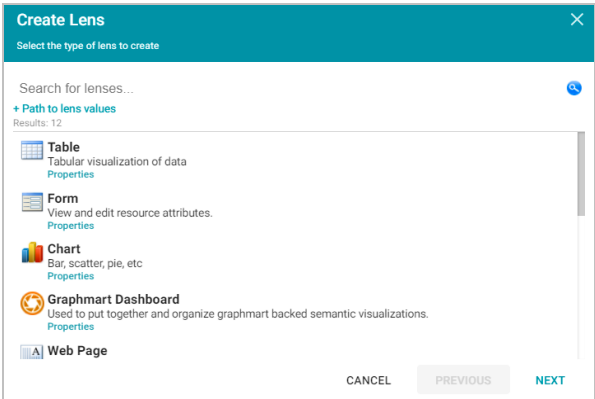 Create Lens
Select the type of lens to create
Search for lenses...
+ Path to lens values
Results: 12
Table
Tabular visualization of data
Properties
Form
View and edit resource attributes.
Properties
Chart
Bar, scatter, pie, etc
Properties
Graphmart Dashboard
Used to put together and organize graphmart backed semantic visualizations.
Properties
A Web Page
CANCEL PREVIOUS NEXT